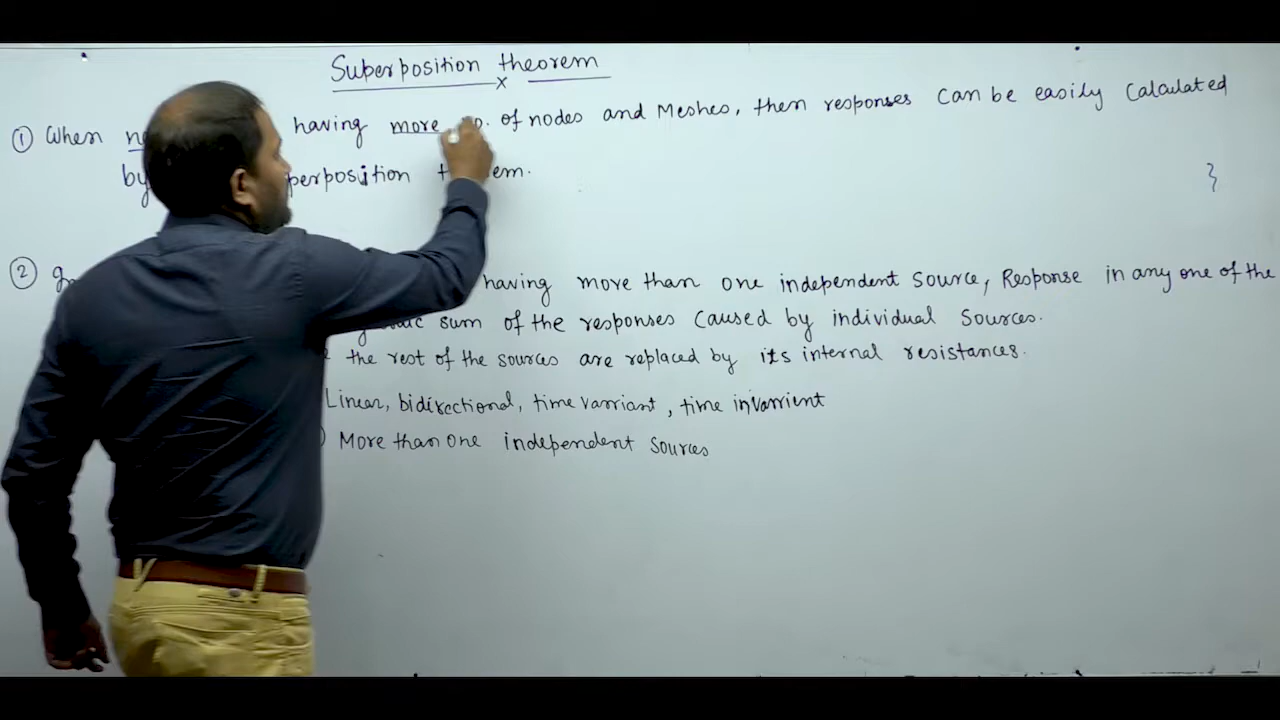 Superposition theorem
x
① When having more no. of nodes and Meshes, then responses can be easily calculated
by perposition em.
② having more than one independent source, Response in any one of the
sum of the responses caused by individual sources.
the rest of the sources are replaced by its internal resistances.
Linear, bidirectional, time varriant, time invarrient
) More than one independent sources